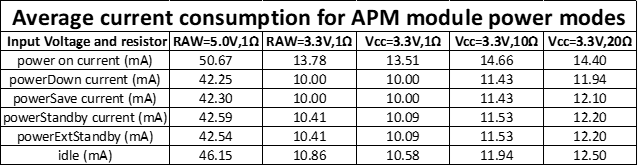 Average current consumption for APM module power modes
Input Voltage and resistor RAW=5.0V,1Ω RAW=3.3V,1Ω Vcc=3.3V,1Ω Vcc=3.3V,10Ω Vcc=3.3V,20Ω
power on current (mA) 50.67 13.78 13.51 14.66 14.40
powerDown current (mA) 42.25 10.00 10.00 11.43 11.94
powerSave current (mA) 42.30 10.00 10.00 11.43 12.10
powerStandby current (mA) 42.59 10.41 10.09 11.53 12.20
powerExtStandby (mA) 42.54 10.41 10.09 11.53 12.20
idle (mA) 46.15 10.86 10.58 11.94 12.50